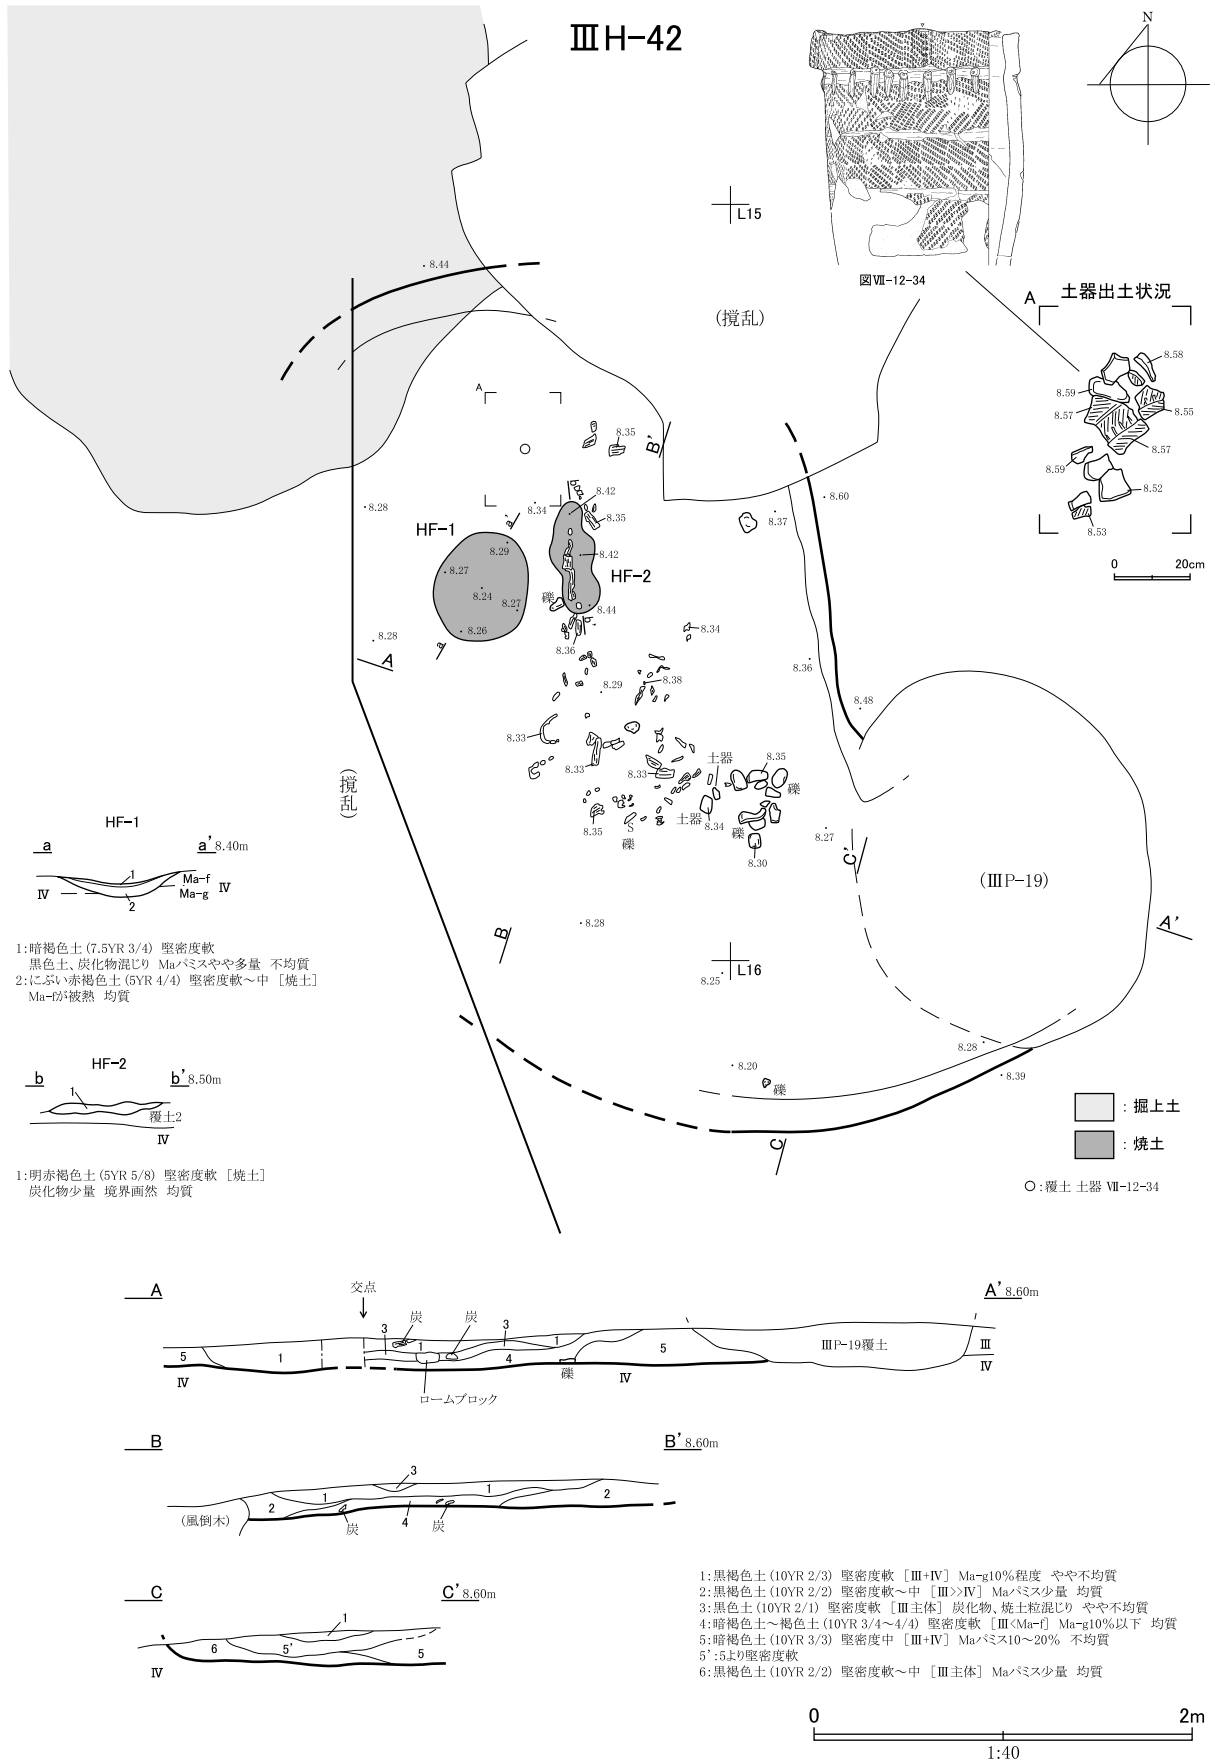 ⅢH-42
N
L15
図Ⅶ-12-34
8.44
(撹乱)
A 土器出土状況
8.58
8.59
8.57
8.55
8.57
8.59
8.52
8.53
0 20cm
A
8.35
B'
b
8.42
8.60
8.28
8.34
8.35
8.37
a'
HF-1
8.29
8.42
8.27
HF-2
8.24
8.27
礫
8.44
8.26
b'
8.28
a
8.36
8.34
A
8.36
8.29
8.38
8.48
8.33
土器
8.35
8.33
8.33
礫
(撹乱)
8.35
S
礫
土器
8.34
礫
8.27
8.30
C'
(ⅢP-19)
A'
8.28
B
L16
8.25
8.28
8.20
8.39
礫
C
HF-1
a a' 8.40m
1
Ma-f
Ⅳ Ma-g Ⅳ
2
1:暗褐色土(7.5YR 3/4) 堅密度軟
黒色土、炭化物混じり Maパミスやや多量 不均質
2:にぶい赤褐色土(5YR 4/4) 堅密度軟～中 [焼土]
Ma-fが被熱 均質
HF-2
b b' 8.50m
1
覆土2
Ⅳ
1:明赤褐色土(5YR 5/8) 堅密度軟 [焼土]
炭化物少量 境界画然 均質
:掘上土
:焼土
○:覆土 土器 Ⅶ-12-34
A 交点 A' 8.60m
炭 炭
3 3
5 1 1 1 4 5 ⅢP-19覆土 Ⅲ
Ⅳ 礫 Ⅳ Ⅳ
ロームブロック
B B' 8.60m
3
1 1
2 2
(風倒木) 炭 4 炭
C C' 8.60m
1
6 5' 5
Ⅳ
1:黒褐色土(10YR 2/3) 堅密度軟 [Ⅲ+Ⅳ] Ma-g10%程度 やや不均質
2:黒褐色土(10YR 2/2) 堅密度軟～中 [Ⅲ>>Ⅳ] Maパミス少量 均質
3:黒色土(10YR 2/1) 堅密度軟 [Ⅲ主体] 炭化物、焼土粒混じり やや不均質
4:暗褐色土～褐色土(10YR 3/4～4/4) 堅密度軟 [Ⅲ<Ma-f] Ma-g10%以下 均質
5:暗褐色土(10YR 3/3) 堅密度中 [Ⅲ+Ⅳ] Maパミス10～20% 不均質
5':5より堅密度軟
6:黒褐色土(10YR 2/2) 堅密度軟～中 [Ⅲ主体] Maパミス少量 均質
0 2m
1:40